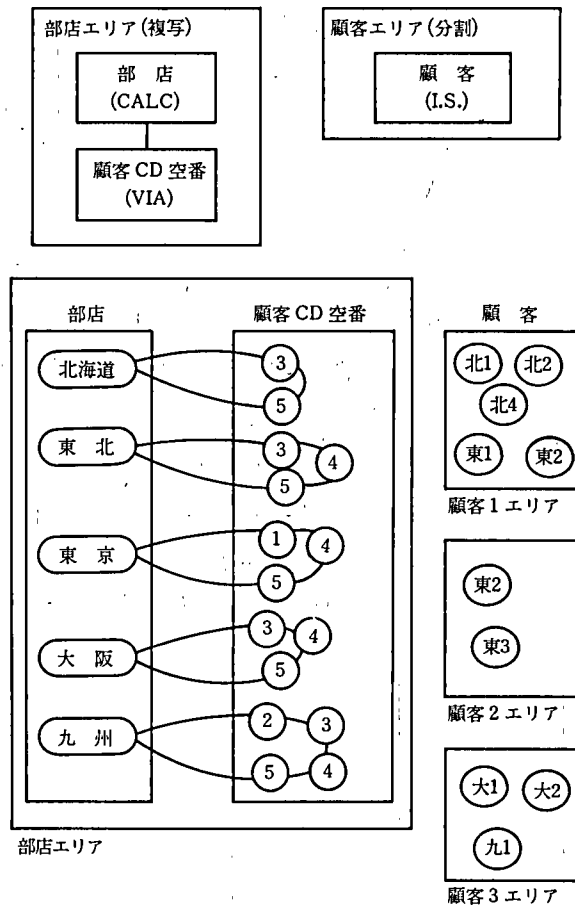 部店エリア(複写)
部 店
(CALC)
顧客 CD 空番
(VIA)
顧客エリア(分割)
顧 客
(I.S.)
部店
顧客 CD 空番
北海道
3
5
東 北
3
4
5
東 京
1
4
5
大 阪
3
4
5
九 州
2
3
5
4
部店エリア
顧 客
北1
北2
北4
東1
東2
顧客1エリア
東2
東3
顧客2エリア
大1
大2
九1
顧客3エリア